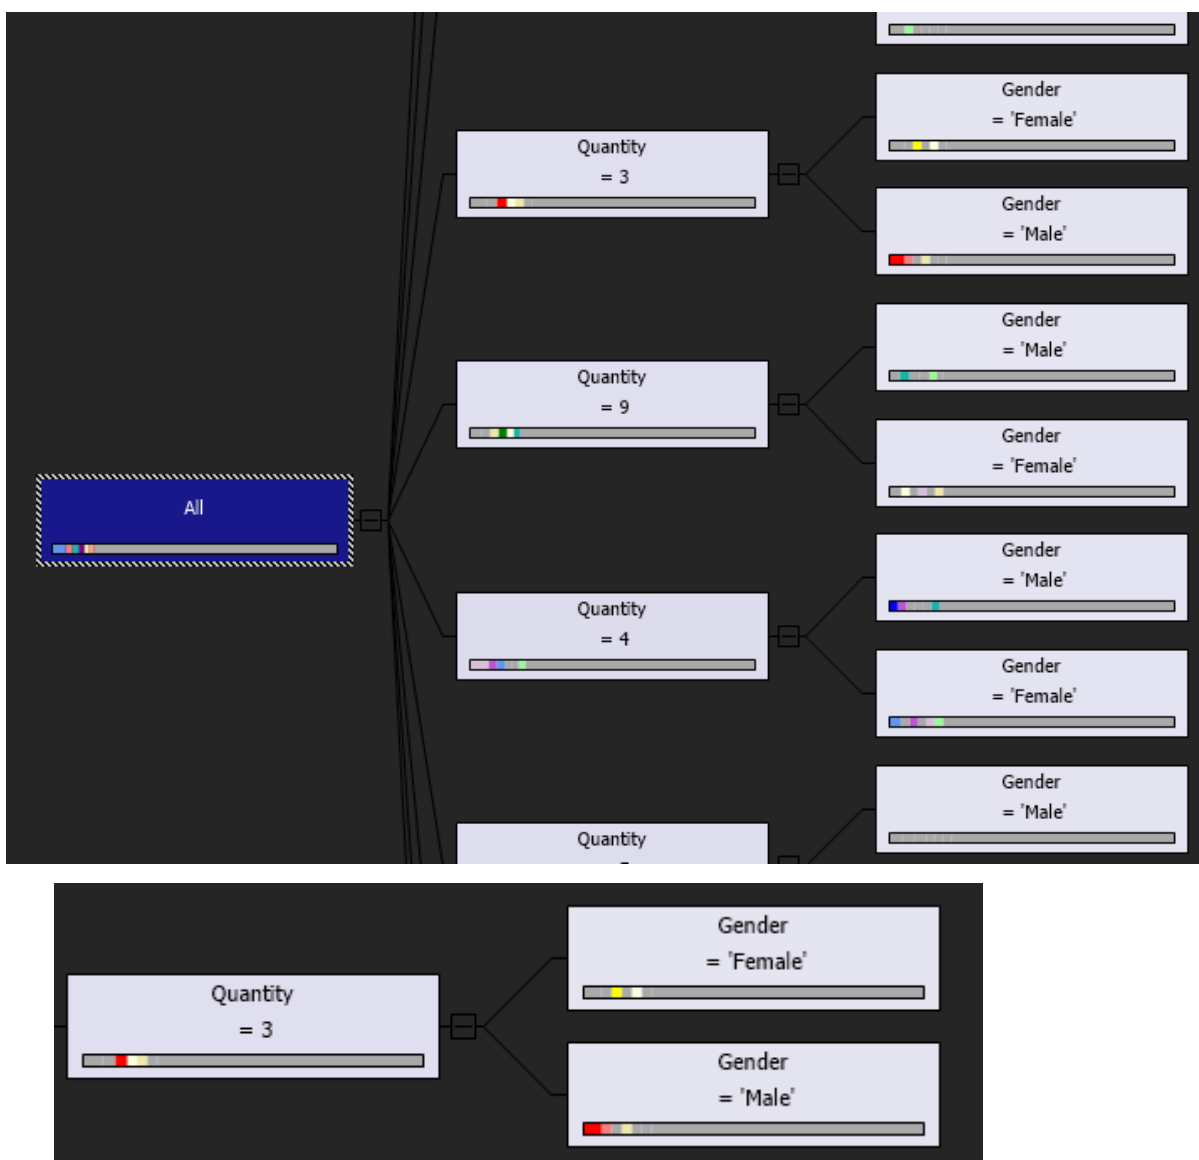 Gender
= 'Female'
Quantity
= 3
Gender
= 'Male'
Gender
= 'Male'
Quantity
= 9
Gender
= 'Female'
All
Gender
= 'Male'
Quantity
= 4
Gender
= 'Female'
Gender
= 'Male'
Quantity
Gender
= 'Female'
Quantity
= 3
Gender
= 'Male'